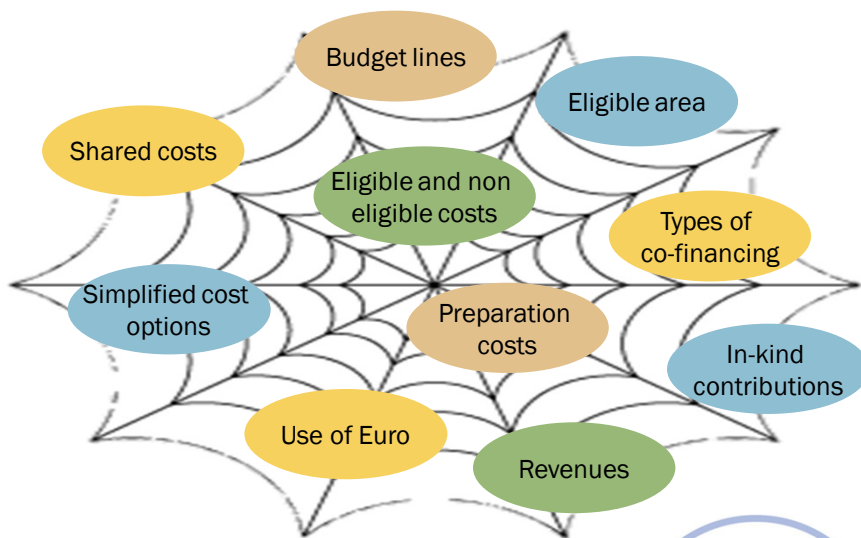 Budget lines
Eligible area
Shared costs
Eligible and non
eligible costs
Types of
co-financing
Simplified cost
options
Preparation
costs
In-kind
contributions
Use of Euro
Revenues